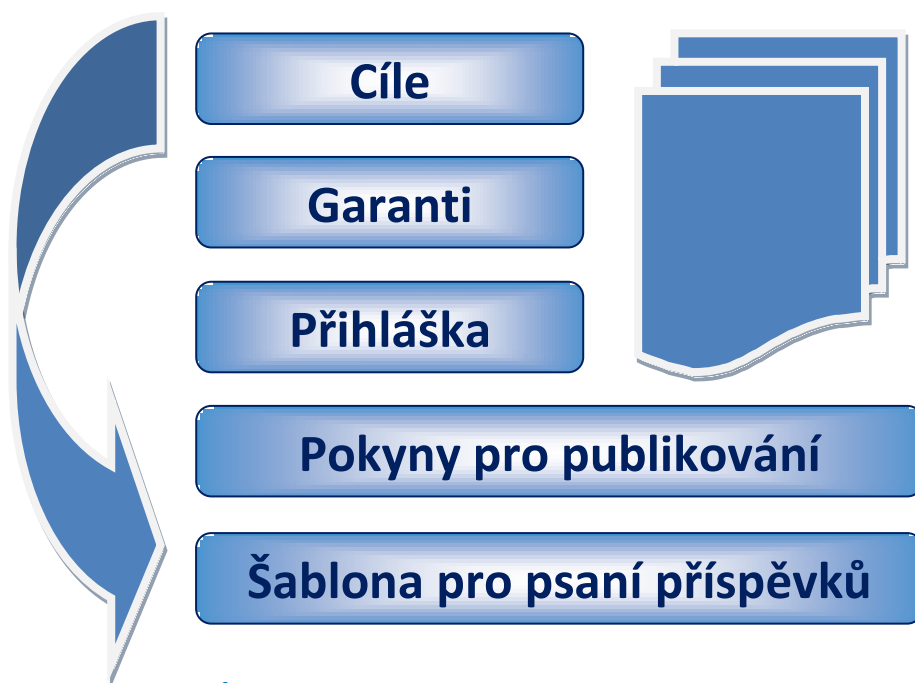 Cíle
Garanti
Přihláška
Pokyny pro publikování
Šablona pro psaní příspěvků